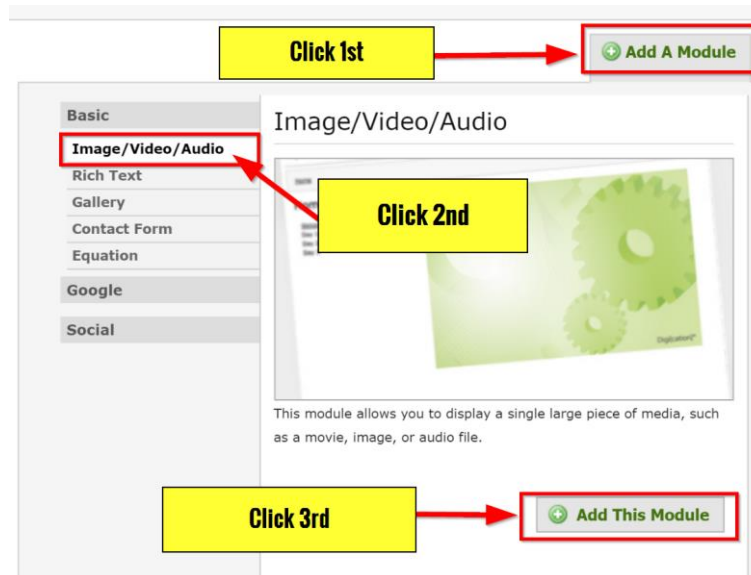 Click 1st
Add A Module
Basic
Image/Video/Audio
Rich Text
Gallery
Contact Form
Equation
Google
Social
Image/Video/Audio
Click 2nd
This module allows you to display a single large piece of media, such
as a movie, image, or audio file.
Click 3rd
Add This Module